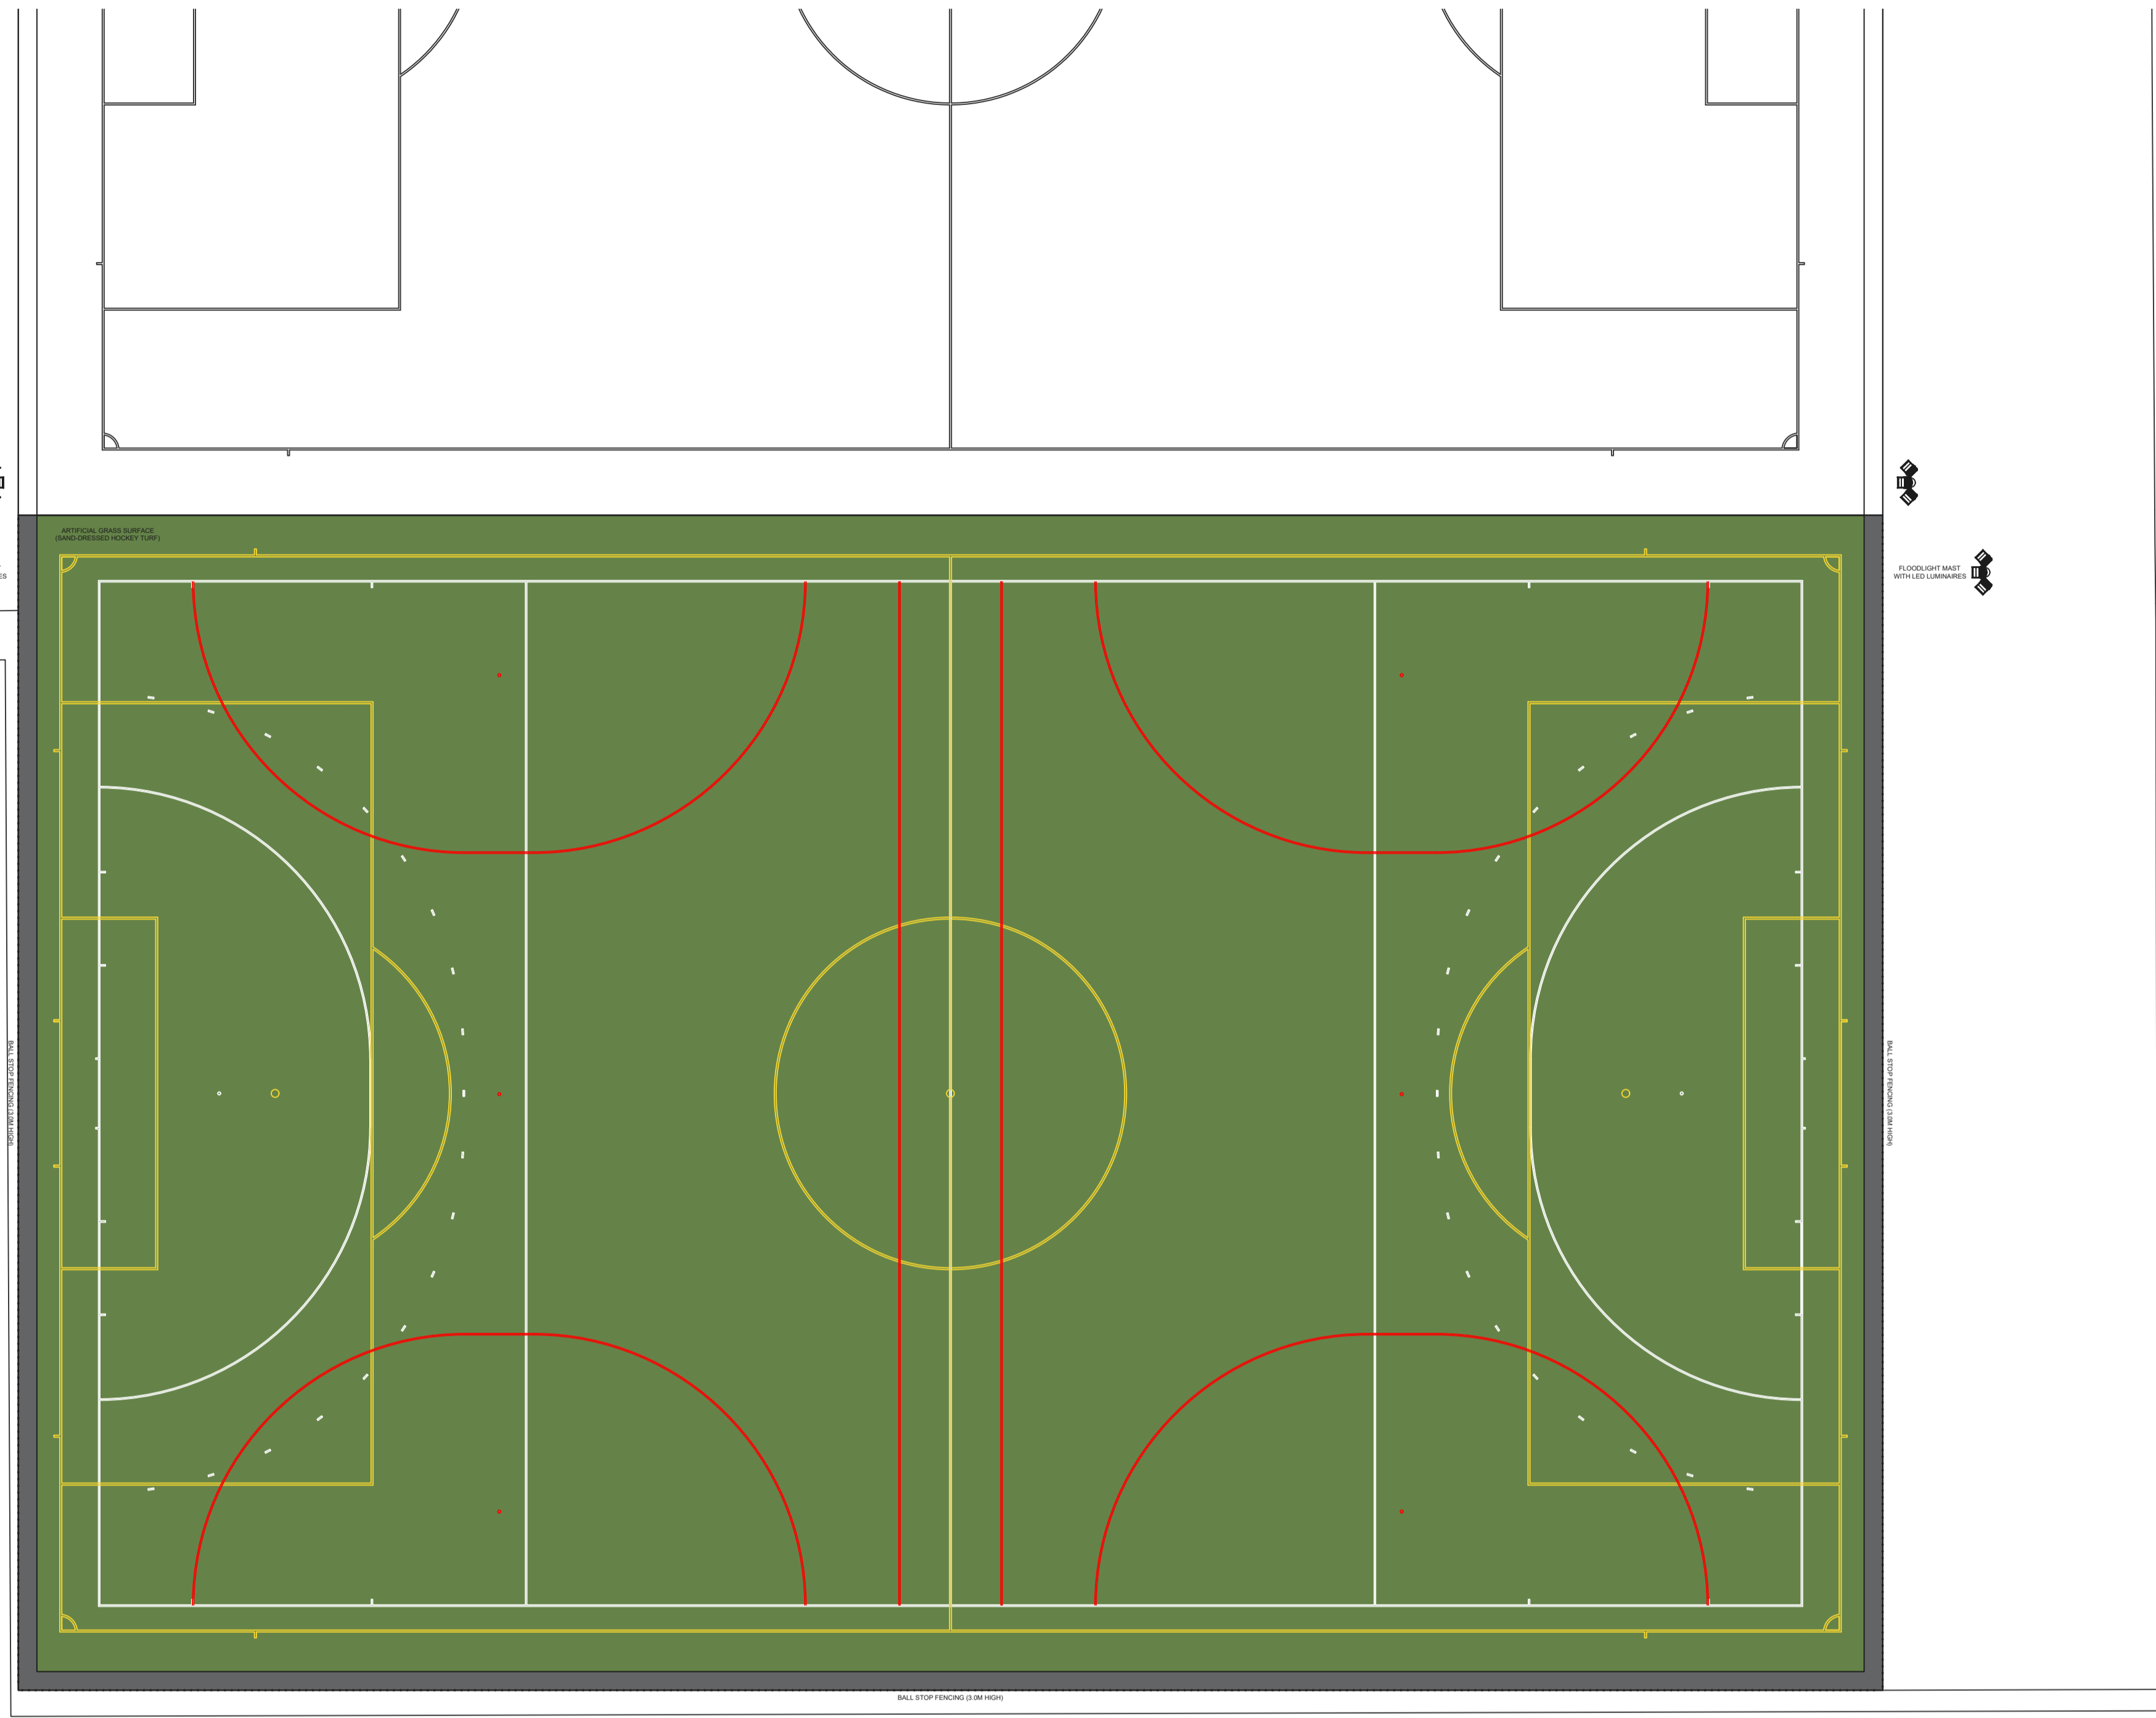 ARTIFICIAL GRASS SURFACE
(SAND-DRESSED HOCKEY TURF)
FLOODLIGHT MAST
WITH LED LUMINAIRES
ES
BALL STOP FENCING (3.0M HIGH)
BALL STOP FENCING (3.0M HIGH)
BALL STOP FENCING (3.0M HIGH)